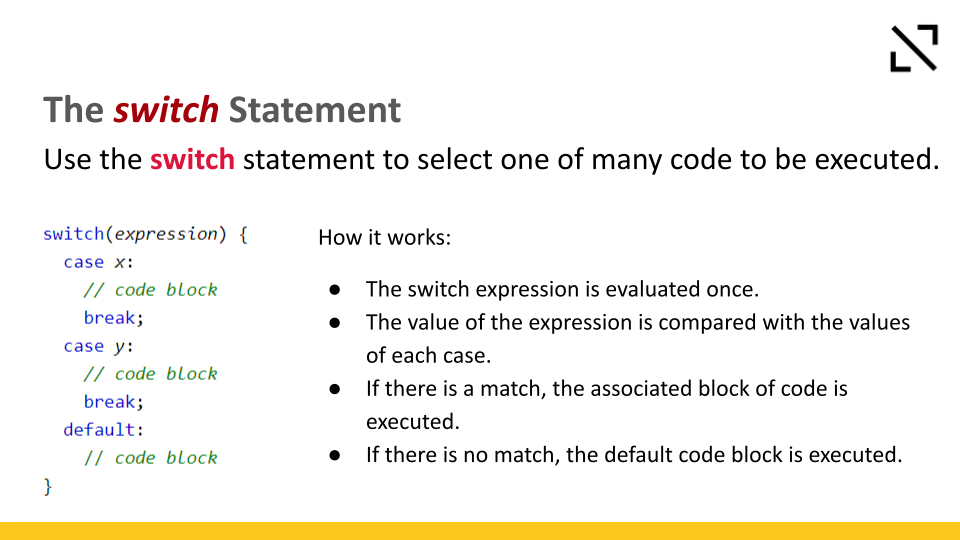 The switch Statement
Use the switch statement to select one of many code to be executed.
switch(expression) {
  case x:
    // code block
    break;
  case y:
    // code block
    break;
  default:
    // code block
}
How it works:
● The switch expression is evaluated once.
● The value of the expression is compared with the values
of each case.
● If there is a match, the associated block of code is
executed.
● If there is no match, the default code block is executed.